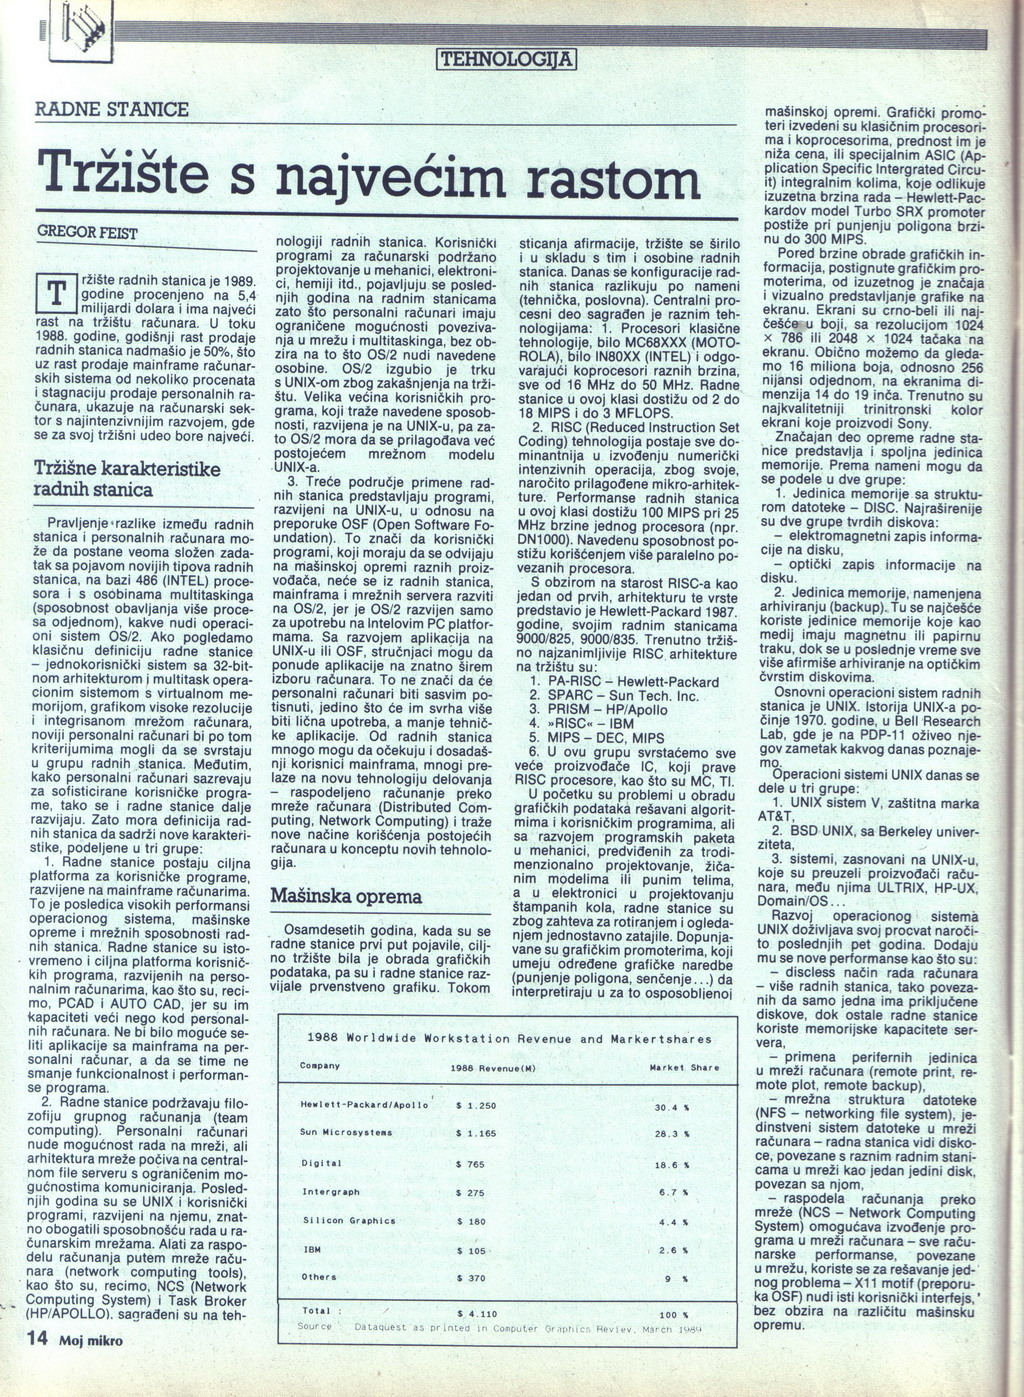 TEHNOLOGIJA
RADNE STANICE
Tržište s najvećim rastom
GREGOR FEIST
Tržište radnih stanica je 1989.
godine procenjeno na 5,4
milijardi dolara i ima najveći
rast na tržištu računara. U toku
1988. godine, godišnji rast prodaje
radnih stanica nadmašio je 50%, što
uz rast prodaje mainframe računar-
skih sistema od nekoliko procenata
i stagnaciju prodaje personalnih ra-
čunara, ukazuje na računarski sek-
tor s najintenzivnijim razvojem, gde
se za svoj tržišni udeo bore najveći.
Tržišne karakteristike
radnih stanica
Pravljenje razlike između radnih
stanica i personalnih računara mo-
že da postane veoma složen zada-
tak sa pojavom novijih tipova radnih
stanica, na bazi 486 (INTEL) proce-
sora i s osobinama multitaskinga
(sposobnost obavljanja više proce-
sa odjednom), kakve nudi operaci-
oni sistem OS/2. Ako pogledamo
klasičnu definiciju radne stanice
– jednokorisnički sistem sa 32-bit-
nom arhitekturom i multitask opera-
cionim sistemom s virtualnom me-
morijom, grafikom visoke rezolucije
i integrisanom mrežom računara,
noviji personalni računari bi po tom
kriterijumima mogli da se svrstaju
u grupu radnih stanica. Međutim,
kako personalni računari sazrevaju
za sofisticirane korisničke progra-
me, tako se i radne stanice dalje
razvijaju. Zato mora definicija rad-
nih stanica da sadrži nove karakteri-
stike, podeljene u tri grupe:
1. Radne stanice postaju ciljna
platforma za korisničke programe,
razvijene na mainframe računarima.
To je posledica visokih performansi
operacionog sistema, mašinske
opreme i mrežnih sposobnosti rad-
nih stanica. Radne stanice su isto-
vremeno i ciljna platforma korisnič-
kih programa, razvijenih na perso-
nalnim računarima, kao što su, reci-
mo, PCAD i AUTO CAD, jer su im
kapaciteti veći nego kod personal-
nih računara. Ne bi bilo moguće se-
liti aplikacije sa mainframa na per-
sonalni računar, a da se time ne
smanje funkcionalnost i performan-
se programa.
2. Radne stanice podržavaju filo-
zofiju grupnog računanja (team
computing). Personalni računari
nude mogućnost rada na mreži, ali
arhitektura mreže počiva na central-
nom file serveru s ograničenim mo-
gućnostima komuniciranja. Posled-
njih godina su se UNIX i korisnički
programi, razvijeni na njemu, znat-
no obogatili sposobnošću rada u ra-
čunarskim mrežama. Alati za raspo-
delu računanja putem mreže raču-
nara (network computing tools),
kao što su, recimo, NCS (Network
Computing System) i Task Broker
(HP/APOLLO), sagrađeni su na teh-
nologiji radnih stanica. Korisnički
programi za računarski podržano
projektovanje u mehanici, elektroni-
ci, hemiji itd., pojavljuju se posled-
njih godina na radnim stanicama
zato što personalni računari imaju
ograničene mogućnosti poveziva-
nja u mrežu i multitaskinga, bez ob-
zira na to što OS/2 nudi navedene
osobine. OS/2 izgubio je trku
s UNIX-om zbog zakašnjenja na trži-
štu. Velika većina korisničkih pro-
grama, koji traže navedene sposob-
nosti, razvijena je na UNIX-u, pa za-
to OS/2 mora da se prilagođava već
postojećem mrežnom modelu
UNIX-a.
3. Treće područje primene rad-
nih stanica predstavljaju programi,
razvijeni na UNIX-u, u odnosu na
preporuke OSF (Open Software Fo-
undation). To znači da korisnički
programi, koji moraju da se odvijaju
na mašinskoj opremi raznih proiz-
vođača, neće se iz radnih stanica,
mainframa i mrežnih servera razviti
na OS/2, jer je OS/2 razvijen samo
za upotrebu na Intelovim PC platfor-
mama. Sa razvojem aplikacija na
UNIX-u ili OSF, stručnjaci mogu da
ponude aplikacije na znatno širem
izboru računara. To ne znači da će
personalni računari biti sasvim po-
tisnuti, jedino što će im svrha više
biti lična upotreba, a manje tehnič-
ke aplikacije. Od radnih stanica
mnogo mogu da očekuju i dosadaš-
nji korisnici mainframa, mnogi pre-
laze na novu tehnologiju delovanja
– raspodeljeno računanje preko
mreže računara (Distributed Com-
puting, Network Computing) i traže
nove načine korišćenja postojećih
računara u konceptu novih tehnolo-
gija.
Mašinska oprema
Osamdesetih godina, kada su se
radne stanice prvi put pojavile, cilj-
no tržište bila je obrada grafičkih
podataka, pa su i radne stanice raz-
vijale prvenstveno grafiku. Tokom
sticanja afirmacije, tržište se širilo
i u skladu s tim i osobine radnih
stanica. Danas se konfiguracije rad-
nih stanica razlikuju po nameni
(tehnička, poslovna). Centralni pro-
cesni deo sagrađen je raznim teh-
nologijama: 1. Procesori klasične
tehnologije, bilo MC68XXX (MOTO-
ROLA), bilo IN80XX (INTEL) i odgo-
varajući koprocesori raznih brzina,
sve od 16 MHz do 50 MHz. Radne
stanice u ovoj klasi dostižu od 2 do
18 MIPS i do 3 MFLOPS.
2. RISC (Reduced Instruction Set
Coding) tehnologija postaje sve do-
minantnija u izvođenju numerički
intenzivnih operacija, zbog svoje,
naročito prilagođene mikro-arhitek-
ture. Performanse radnih stanica
u ovoj klasi dostižu 100 MIPS pri 25
MHz brzine jednog procesora (npr.
DN1000). Navedenu sposobnost po-
stižu korišćenjem više paralelno po-
vezanih procesora.
S obzirom na starost RISC-a kao
jedan od prvih, arhitekturu te vrste
predstavio je Hewlett-Packard 1987.
godine, svojim radnim stanicama
9000/825, 9000/835. Trenutno tržiš-
no najzanimljivije RISC arhitekture
na tržištu su:
1. PA-RISC – Hewlett-Packard
2. SPARC – Sun Tech. Inc.
3. PRISM – HP/Apollo
4. »RISC« – IBM
5. MIPS – DEC, MIPS
6. U ovu grupu svrstaćemo sve
veće proizvođače IC, koji prave
RISC procesore, kao što su MC, TI.
U početku su problemi u obradu
grafičkih podataka rešavani algorit-
mima i korisničkim programima, ali
sa razvojem programskih paketa
u mehanici, predviđenih za trodi-
menzionalno projektovanje, žiča-
nim modelima ili punim telima,
a u elektronici u projektovanju
štampanih kola, radne stanice su
zbog zahteva za rotiranjem i ogleda-
njem jednostavno zatajile. Dopunja-
vane su grafičkim promoterima, koji
umeju određene grafičke naredbe
(punjenje poligona, senčenje...) da
interpretiraju u za to osposobljenoj
mašinskoj opremi. Grafički promo-
teri izvedeni su klasičnim procesori-
ma i koprocesorima, prednost im je
niža cena, ili specijalnim ASIC (Ap-
plication Specific Intergrated Circu-
it) integralnim kolima, koje odlikuje
izuzetna brzina rada – Hewlett-Pac-
kardov model Turbo SRX promoter
postiže pri punjenju poligona brzi-
nu do 300 MIPS.
Pored brzine obrade grafičkih in-
formacija, postignute grafičkim pro-
moterima, od izuzetnog je značaja
i vizualno predstavljanje grafike na
ekranu. Ekrani su crno-beli ili naj-
češće u boji, sa rezolucijom 1024
x 786 ili 2048 x 1024 tačaka na
ekranu. Obično možemo da gleda-
mo 16 miliona boja, odnosno 256
nijansi odjednom, na ekranima di-
menzija 14 do 19 inča. Trenutno su
najkvalitetniji trinitronski kolor
ekrani koje proizvodi Sony.
Značajan deo opreme radne sta-
nice predstavlja i spoljna jedinica
memorije. Prema nameni mogu da
se podele u dve grupe:
1. Jedinica memorije sa struktu-
rom datoteke – DISC. Najraširenije
su dve grupe tvrdih diskova:
– elektromagnetni zapis informa-
cije na disku,
– optički zapis informacije na
disku.
2. Jedinica memorije, namenjena
arhiviranju (backup). Tu se najčešće
koriste jedinice memorije koje kao
medij imaju magnetnu ili papirnu
traku, dok se u poslednje vreme sve
više afirmiše arhiviranje na optičkim
čvrstim diskovima.
Osnovni operacioni sistem radnih
stanica je UNIX. Istorija UNIX-a po-
činje 1970. godine, u Bell Research
Lab, gde je na PDP-11 oživeo nje-
gov zametak kakvog danas poznaje-
mo.
Operacioni sistemi UNIX danas se
dele u tri grupe:
1. UNIX sistem V, zaštitna marka
AT&T,
2. BSD UNIX, sa Berkeley univer-
ziteta,
3. sistemi, zasnovani na UNIX-u,
koje su preuzeli proizvođači raču-
nara, među njima ULTRIX, HP-UX,
Domain/OS...
Razvoj operacionog sistema
UNIX doživljava svoj procvat naroči-
to poslednjih pet godina. Dodaju
mu se nove performanse kao što su:
– discless način rada računara
– više radnih stanica, tako poveza-
nih da samo jedna ima priključene
diskove, dok ostale radne stanice
koriste memorijske kapacitete ser-
vera,
– primena perifernih jedinica
u mreži računara (remote print, re-
mote plot, remote backup),
– mrežna struktura datoteke
(NFS – networking file system), je-
dinstveni sistem datoteke u mreži
računara – radna stanica vidi disko-
ce, povezane s raznim radnim stani-
cama u mreži kao jedan jedini disk,
povezan sa njom,
– raspodela računanja preko
mreže (NCS – Network Computing
System) omogućava izvođenje pro-
grama u mreži računara – sve raču-
narske performanse, povezane
u mrežu, koriste se za rešavanje jed-
nog problema – X11 motif (preporu-
ka OSF) nudi isti korisnički interfejs,
bez obzira na različitu mašinsku
opremu.
1988 Worldwide Workstation Revenue and Markertshares
Company 1988 Revenue(M) Market Share
Hewlett-Packard/Apollo $ 1.250 30.4 %
Sun Microsystems $ 1.165 28.3 %
Digital $ 765 18.6 %
Intergraph $ 275 6.7 %
Silicon Graphics $ 180 4.4 %
IBM $ 105 2.6 %
Others $ 370 9 %
Total : $ 4.110 100 %
Source : Dataquest as printed in Computer Graphics Reviev, March 1989
14 Moj mikro